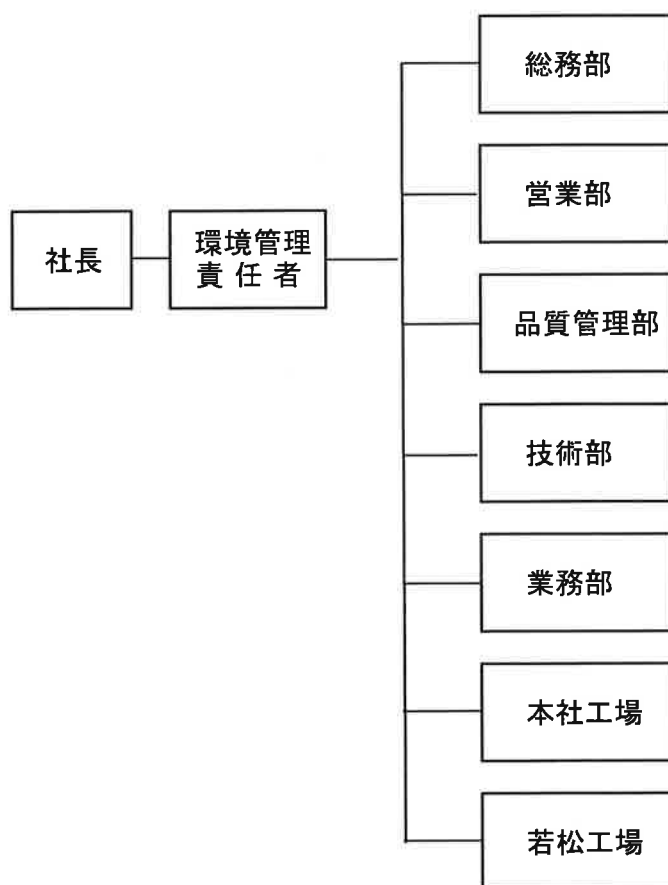 社長
環境管理
責任者
総務部
営業部
品質管理部
技術部
業務部
本社工場
若松工場